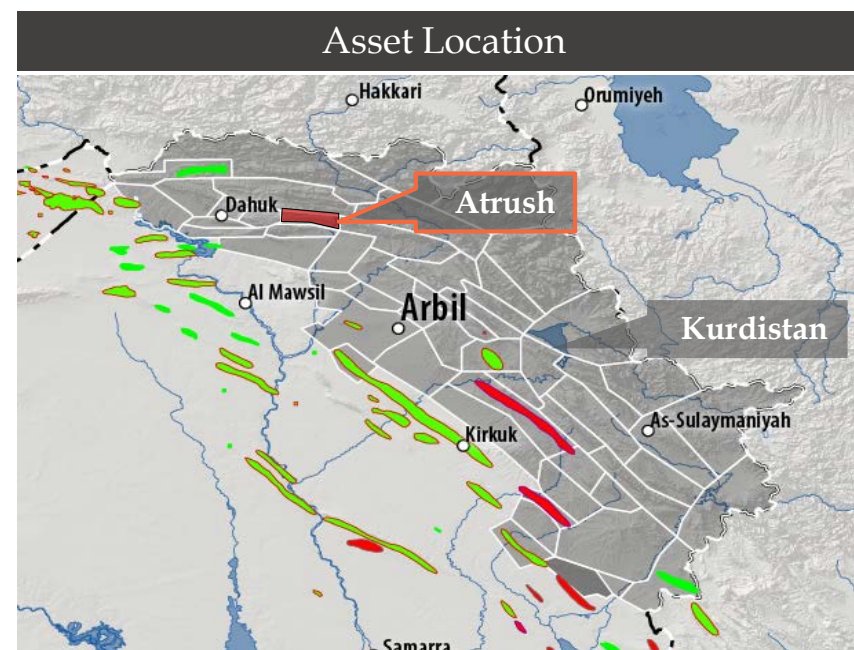 Asset Location
Hakkari
Orumiyeh
Dahuk
Atrush
Al Mawsil
Arbil
Kurdistan
As-Sulaymaniyah
Kirkuk
Samarra